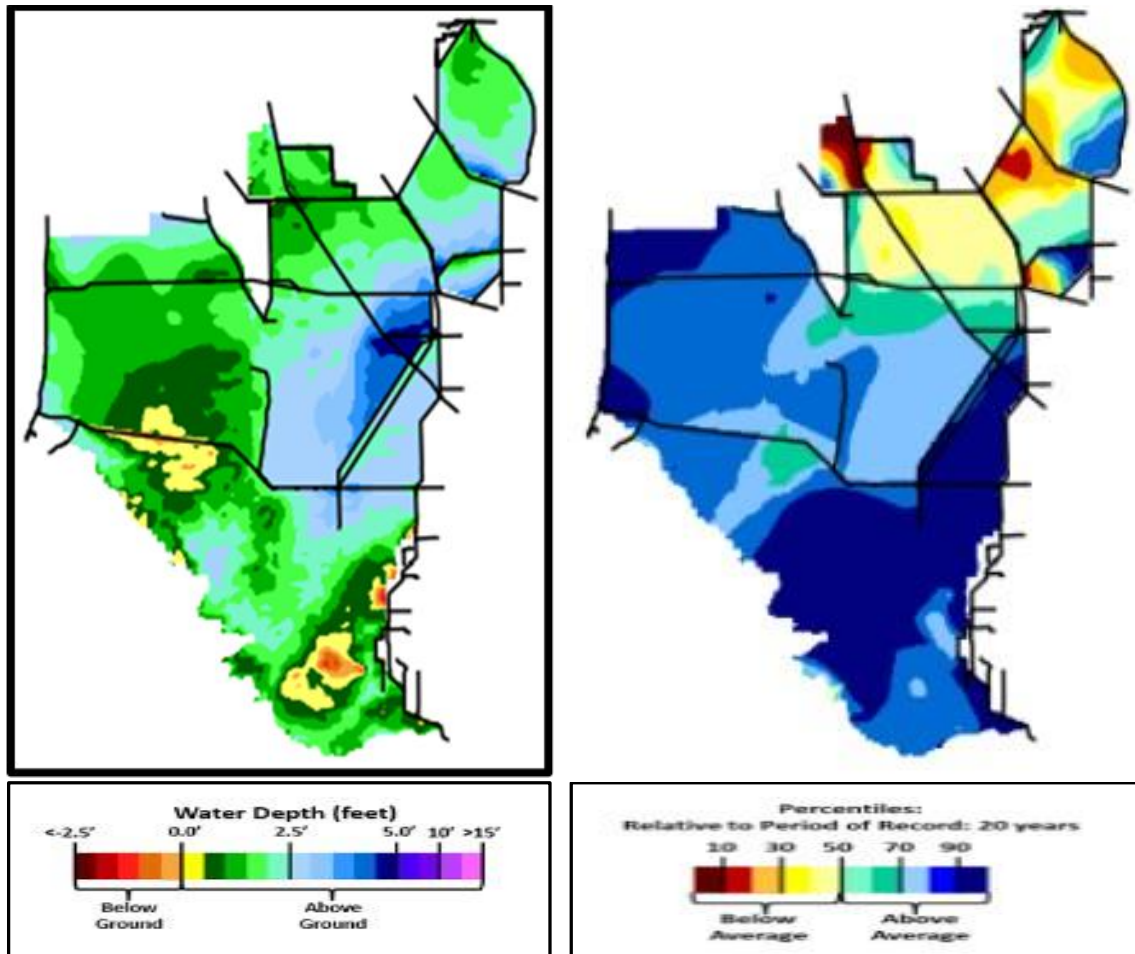 Water Depth (feet)
<-2.5' 0.0' 2.5' 5.0' 10' >15'
Below
Ground
Above
Ground
Percentiles:
Relative to Period of Record: 20 years
10 30 50 70 90
Below
Average
Above
Average